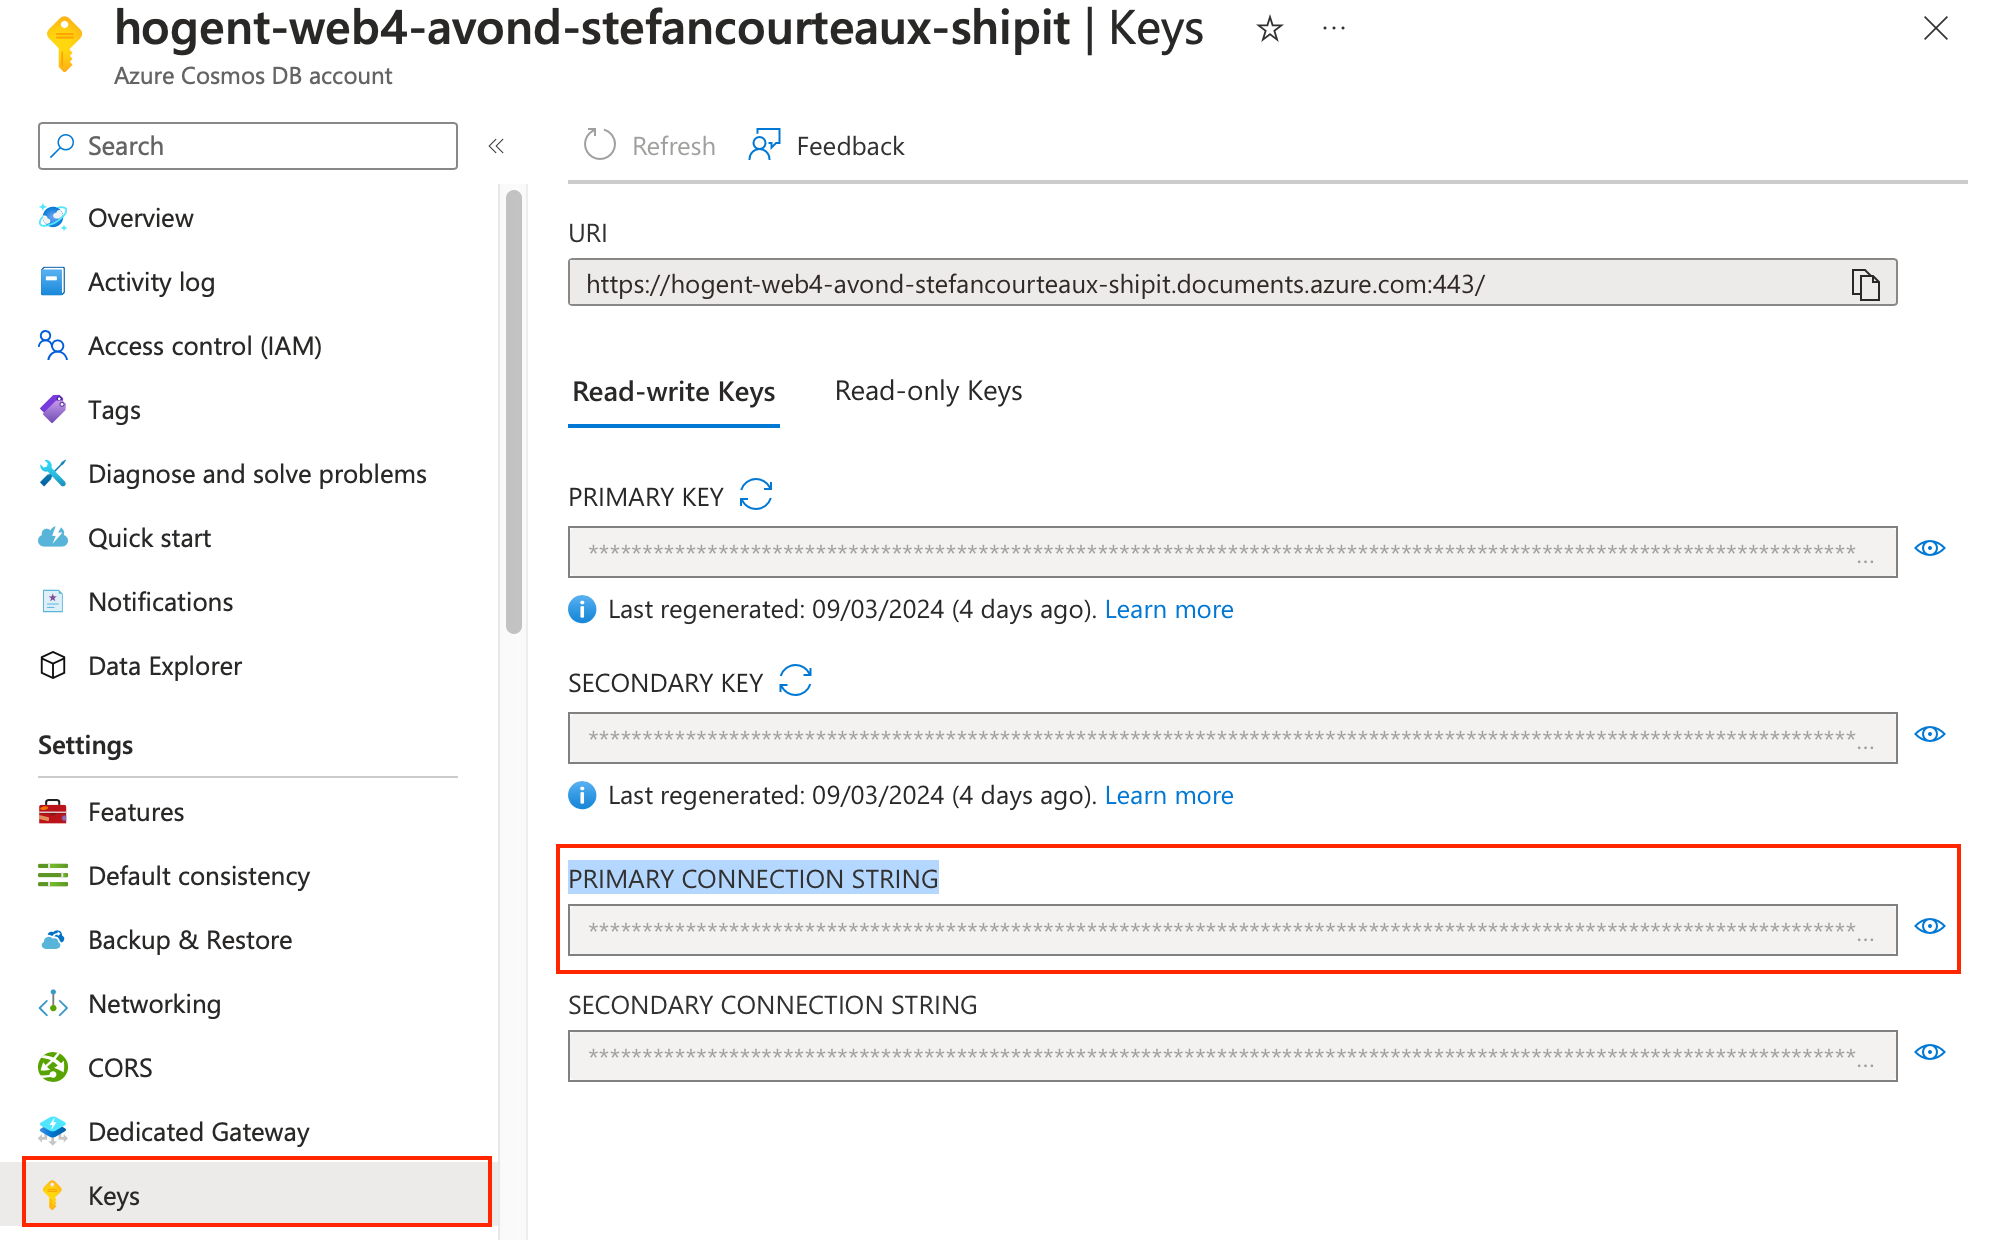 hogent-web4-avond-stefancourteaux-shipit | Keys
Azure Cosmos DB account
Search
«
Refresh
Feedback
Overview
Activity log
Access control (IAM)
Tags
Diagnose and solve problems
Quick start
Notifications
Data Explorer
Settings
Features
Default consistency
Backup & Restore
Networking
CORS
Dedicated Gateway
Keys
URI
https://hogent-web4-avond-stefancourteaux-shipit.documents.azure.com:443/
Read-write Keys
Read-only Keys
PRIMARY KEY
Last regenerated: 09/03/2024 (4 days ago). Learn more
SECONDARY KEY
Last regenerated: 09/03/2024 (4 days ago). Learn more
PRIMARY CONNECTION STRING
SECONDARY CONNECTION STRING